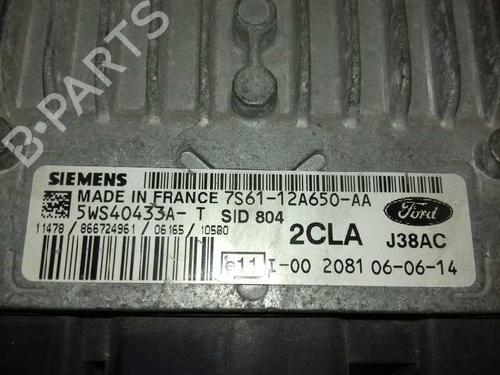 B-PARTS
SIEMENS
MADE IN FRANCE 7S61-12A650-AA
5WS40433A-T SID 804
11478 / 866724961 / 06165 / 105B0
2CLA
Ford
J38AC
e11 I-00 2081 06-06-14